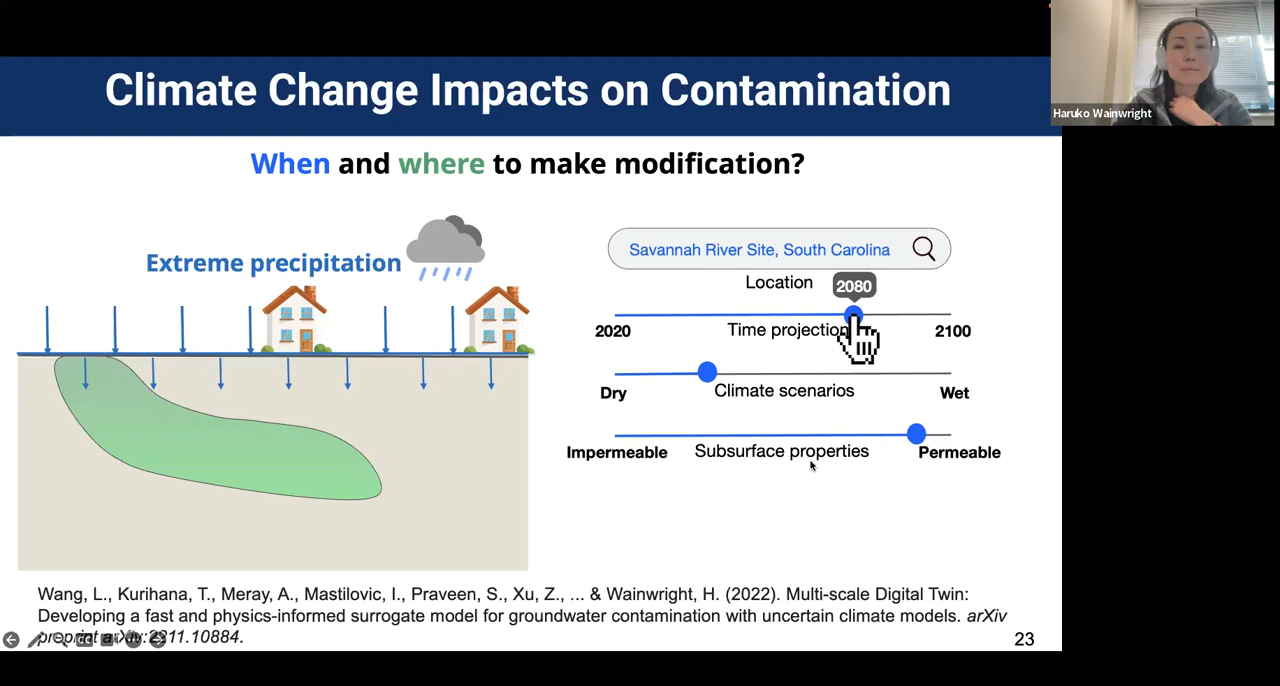 Climate Change Impacts on Contamination
Haruko Wainwright
When and where to make modification?
Extreme precipitation
Savannah River Site, South Carolina
Location
2080
2020
Time projection
2100
Dry
Climate scenarios
Wet
Impermeable
Subsurface properties
Permeable
Wang, L., Kurihana, T., Meray, A., Mastilovic, I., Praveen, S., Xu, Z., ... & Wainwright, H. (2022). Multi-scale Digital Twin:
Developing a fast and physics-informed surrogate model for groundwater contamination with uncertain climate models. arXiv
preprint arXiv:2211.10884.
23